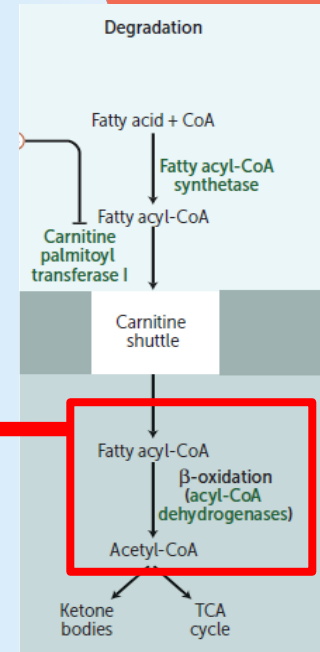 Degradation
Fatty acid + CoA
Fatty acyl-CoA
synthetase
Fatty acyl-CoA
Carnitine
palmitoyl
transferase I
Carnitine
shuttle
Fatty acyl-CoA
β-oxidation
(acyl-CoA
dehydrogenases)
Acetyl-CoA
Ketone
bodies
TCA
cycle